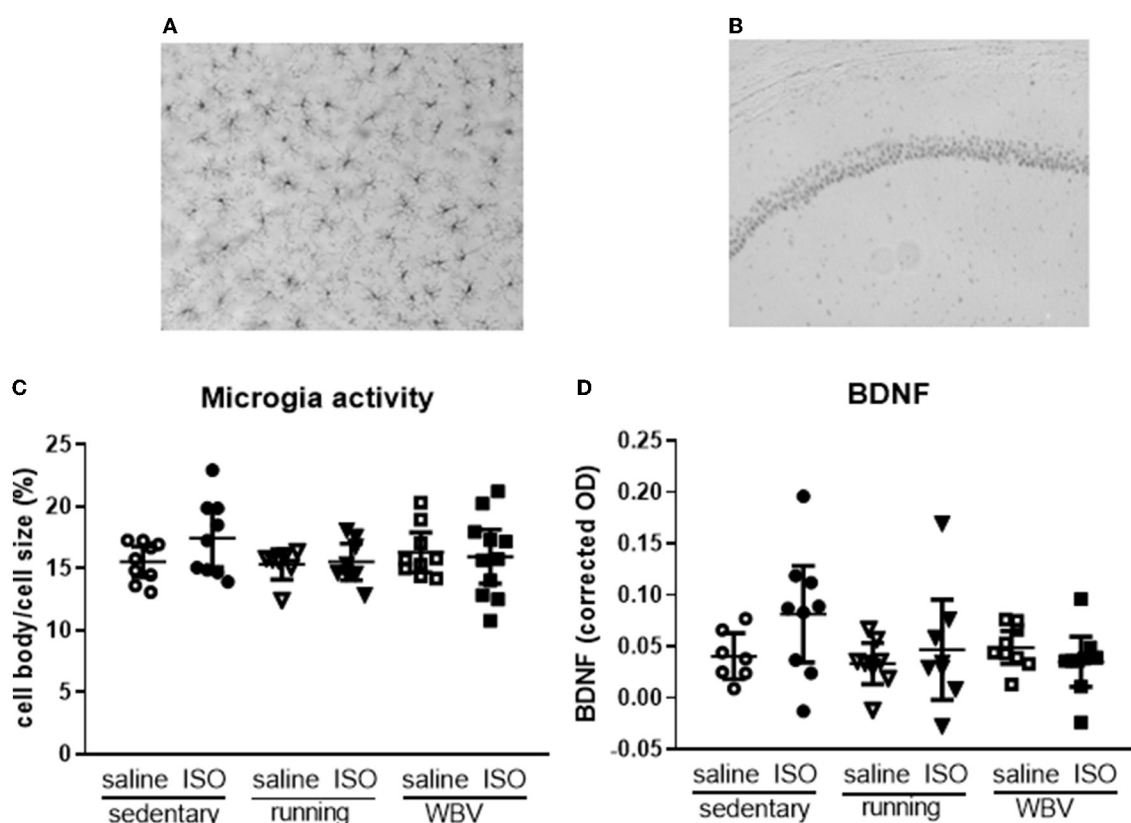 A
B
C
Microgia activity
cell body/cell size (%)
25
20
15
10
5
0
saline ISO saline ISO saline ISO
sedentary running WBV
D
BDNF
BDNF (corrected OD)
0.25
0.20
0.15
0.10
0.05
0.00
-0.05
saline ISO saline ISO saline ISO
sedentary running WBV